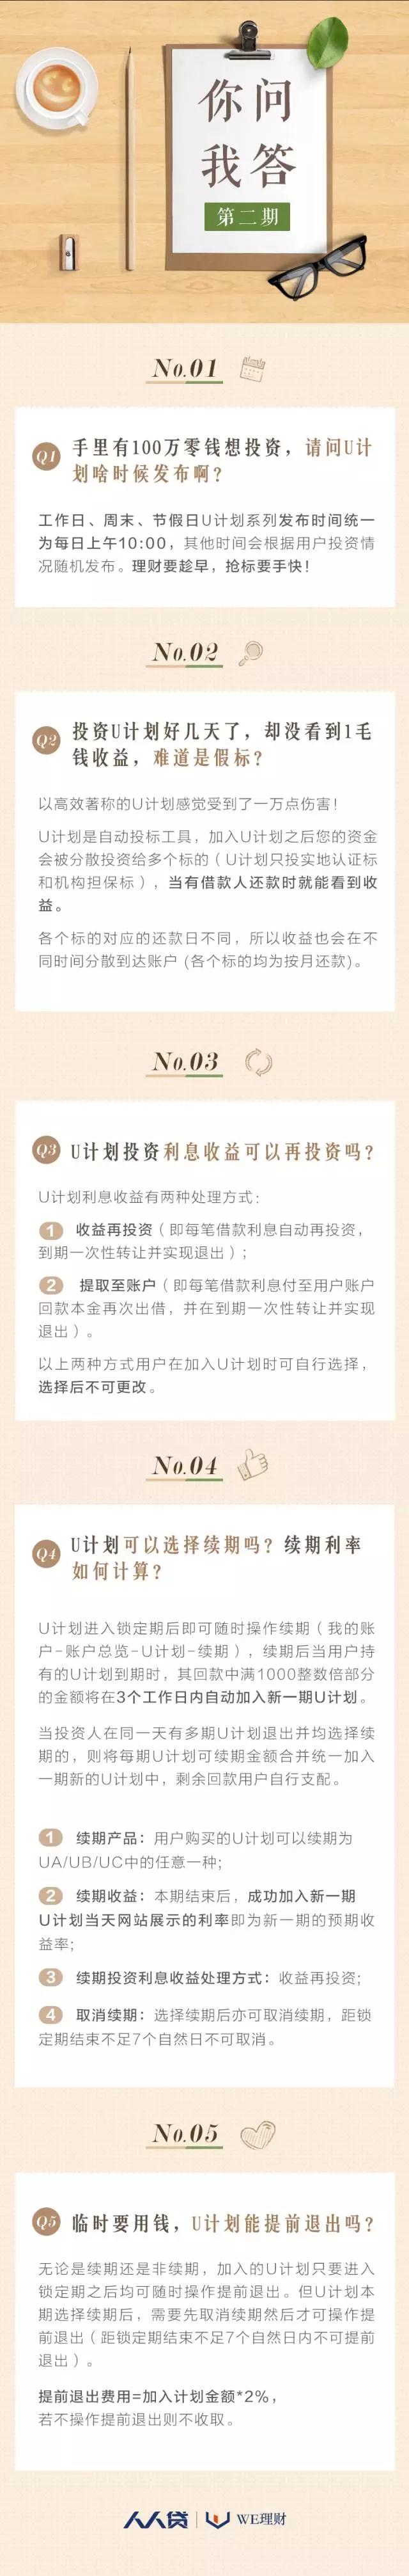 你问
我答
第二期
No.01
Q1
手里有100万零钱想投资，请问U计
划啥时候发布啊？
工作日、周末、节假日U计划系列发布时间统一
为每日上午10:00，其他时间会根据用户投资情
况随机发布。理财要趁早，抢标要手快！
No.02
Q2
投资U计划好几天了，却没看到1毛
钱收益，难道是假标？
以高效著称的U计划感觉受到了一万点伤害！
U计划是自动投标工具，加入U计划之后您的资金
会被分散投资给多个标的（U计划只投实地认证标
和机构担保标），当有借款人还款时就能看到收
益。
各个标的对应的还款日不同，所以收益也会在不
同时间分散到达账户 (各个标的均为按月还款)。
No.03
Q3
U计划投资利息收益可以再投资吗？
U计划利息收益有两种处理方式：
1 收益再投资（即每笔借款利息自动再投资，
到期一次性转让并实现退出）；
2 提取至账户（即每笔借款利息付至用户账户
回款本金再次出借，并在到期一次性转让并实现
退出）。
以上两种方式用户在加入U计划时可自行选择，
选择后不可更改。
No.04
Q4
U计划可以选择续期吗？续期利率
如何计算？
U计划进入锁定期后即可随时操作续期（我的账
户-账户总览-U计划-续期），续期后当用户持
有的U计划到期时，其回款中满1000整数倍部分
的金额将在3个工作日内自动加入新一期U计划。
当投资人在同一天有多期U计划退出并均选择续
期的，则将每期U计划可续期金额合并统一加入
一期新的U计划中，剩余回款用户自行支配。
1 续期产品：用户购买的U计划可以续期为
UA/UB/UC中的任意一种；
2 续期收益：本期结束后，成功加入新一期
U计划当天网站展示的利率即为新一期的预期收
益率；
3 续期投资利息收益处理方式：收益再投资；
4 取消续期：选择续期后亦可取消续期，距锁
定期结束不足7个自然日不可取消。
No.05
Q5
临时要用钱，U计划能提前退出吗？
无论是续期还是非续期，加入的U计划只要进入
锁定期之后均可随时操作提前退出。但U计划本
期选择续期后，需要先取消续期然后才可操作提
前退出（距锁定期结束不足7个自然日内不可提前
退出）。
提前退出费用=加入计划金额*2%，
若不操作提前退出则不收取。
人人贷 WE理财